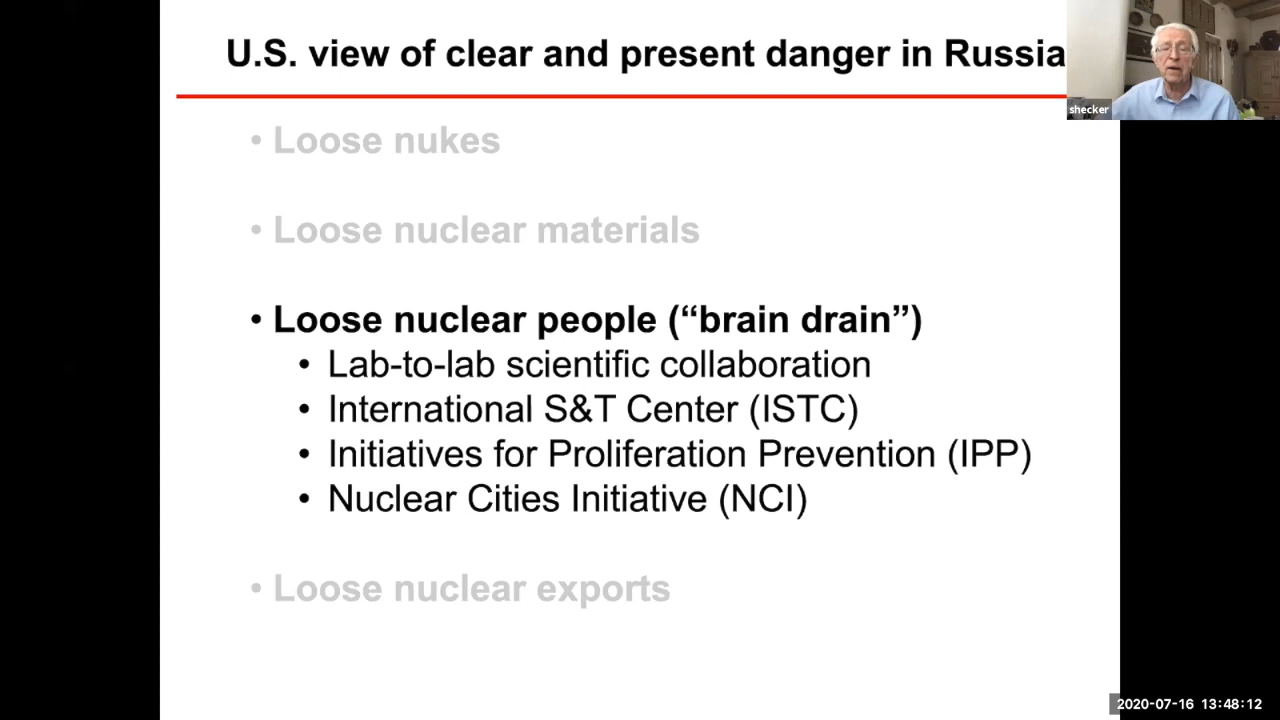 U.S. view of clear and present danger in Russia
shecker
• Loose nukes
• Loose nuclear materials
• Loose nuclear people (“brain drain”)
• Lab-to-lab scientific collaboration
• International S&T Center (ISTC)
• Initiatives for Proliferation Prevention (IPP)
• Nuclear Cities Initiative (NCI)
• Loose nuclear exports
2020-07-16 13:48:12